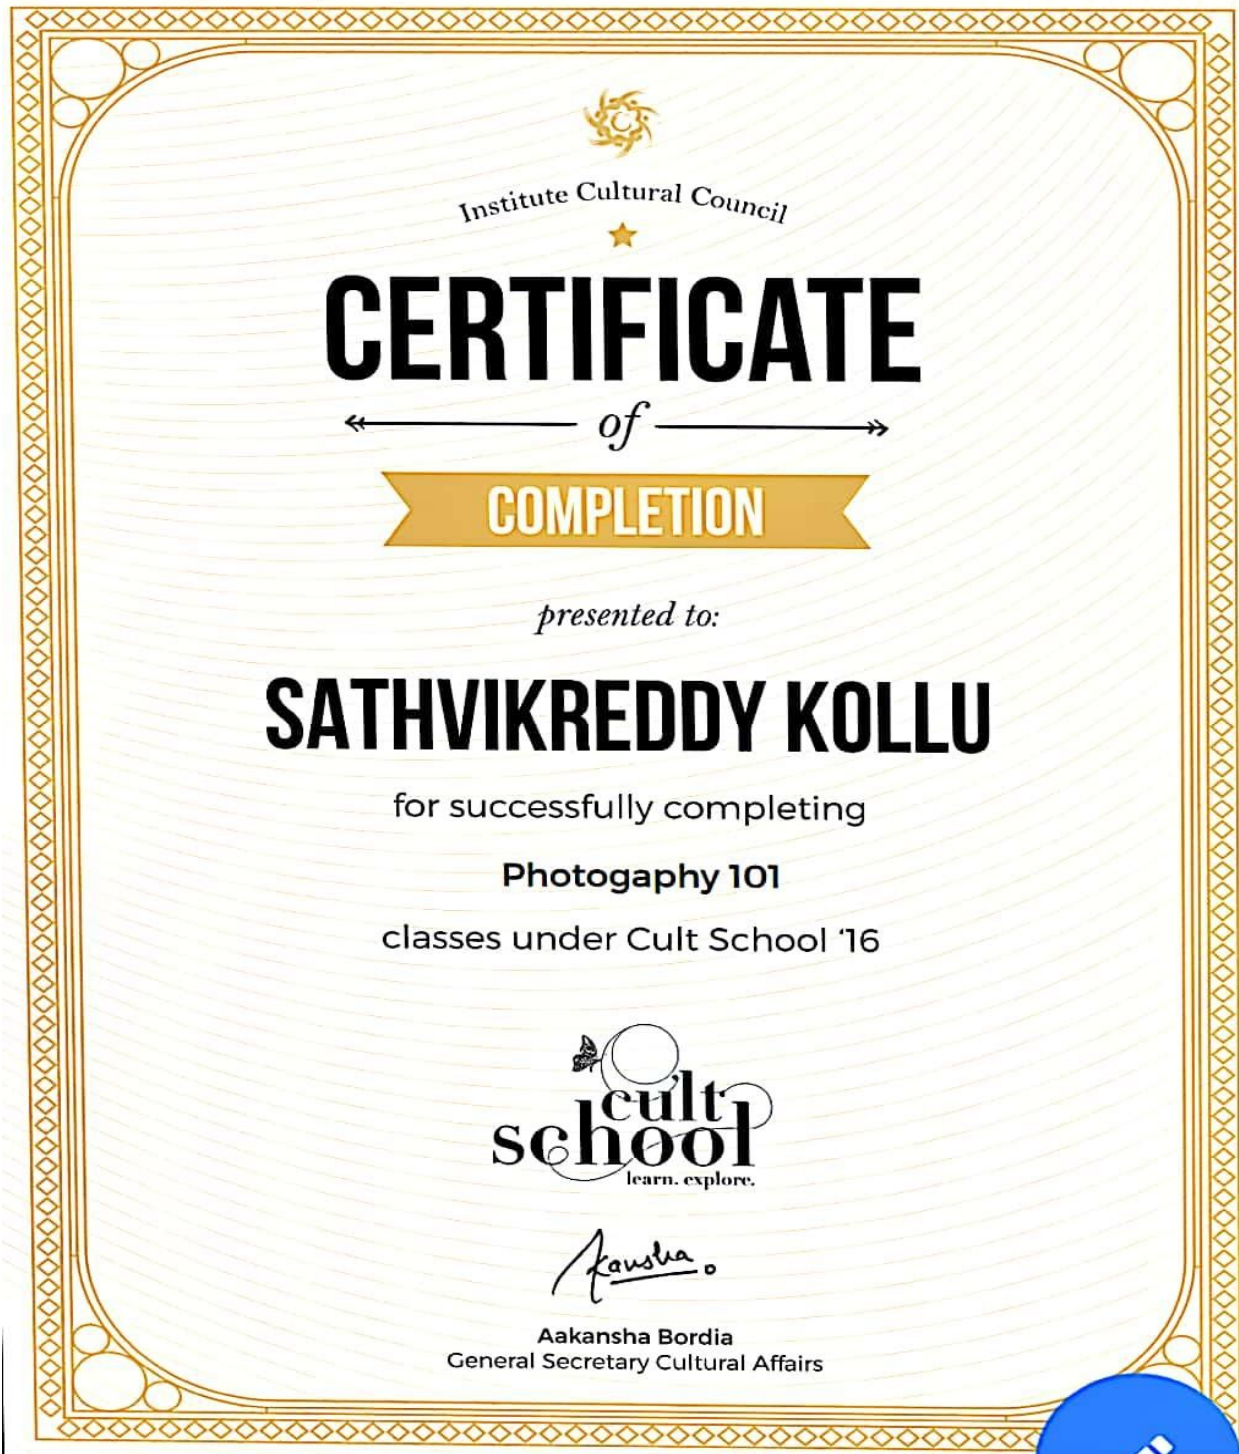 Institute Cultural Council
CERTIFICATE
of
COMPLETION
presented to:
SATHVIKREDDY KOLLU
for successfully completing
Photogaphy 101
classes under Cult School ‘16
cult
school
learn. explore.
Akansha
Aakansha Bordia
General Secretary Cultural Affairs